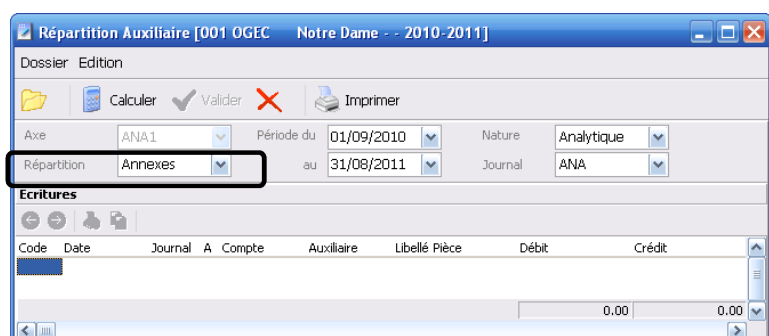 Répartition Auxiliaire [001 OGEC Notre Dame - - 2010-2011]
Dossier Edition
Calculer Valider Imprimer
Axe ANA1 Période du 01/09/2010 Nature Analytique
Répartition Annexes au 31/08/2011 Journal ANA
Ecritures
Code Date Journal A Compte Auxiliaire Libellé Pièce Débit Crédit
0.00 0.00